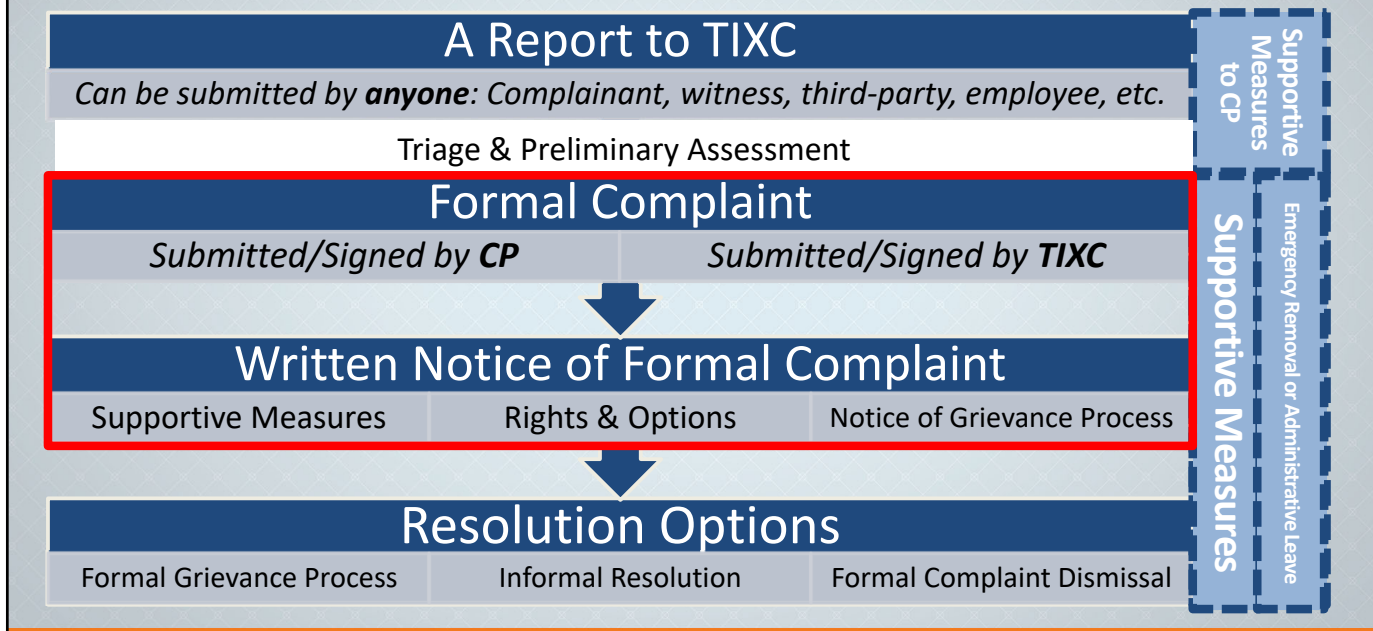 A Report to TIXC
Can be submitted by anyone: Complainant, witness, third-party, employee, etc.
Triage & Preliminary Assessment
Formal Complaint
Submitted/Signed by CP
Submitted/Signed by TIXC
Written Notice of Formal Complaint
Supportive Measures
Rights & Options
Notice of Grievance Process
Resolution Options
Formal Grievance Process
Informal Resolution
Formal Complaint Dismissal
Supportive
Measures
to CP
Supportive Measures
Emergency Removal or Administrative Leave